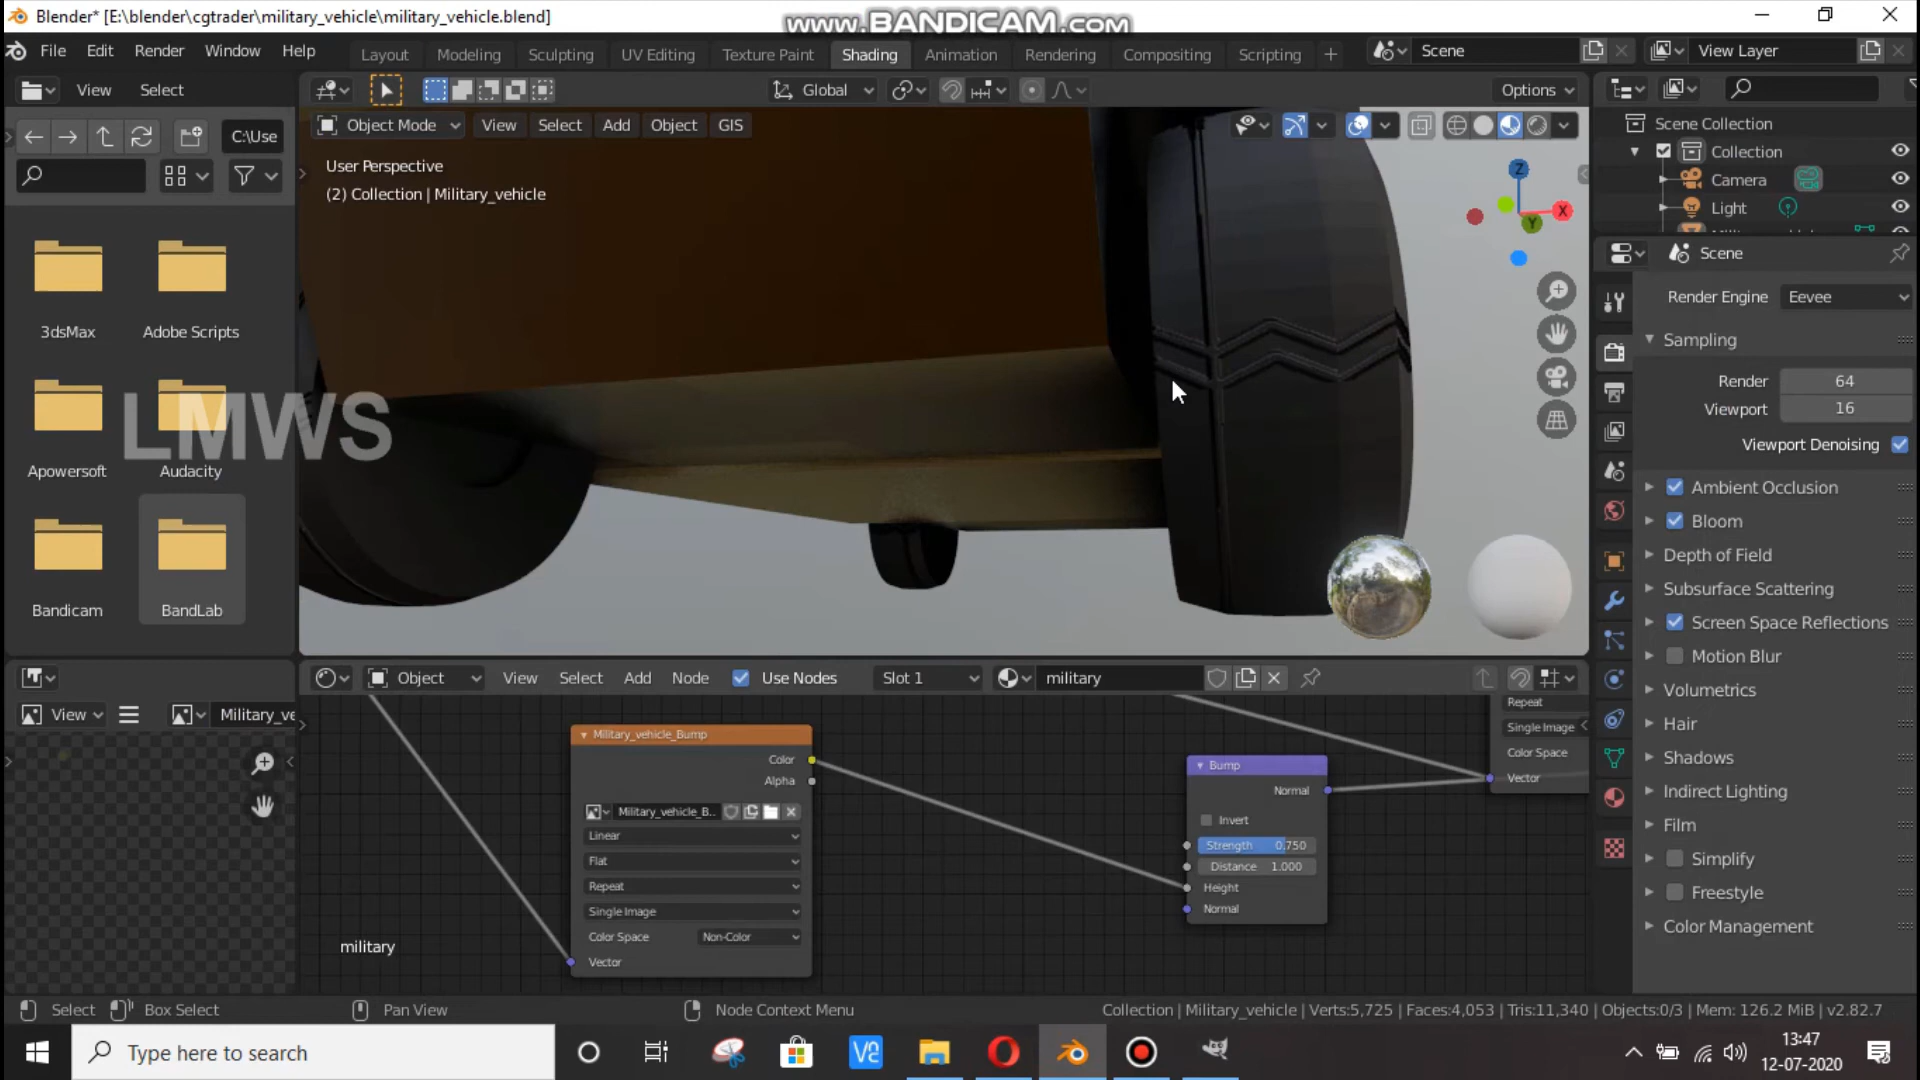 Blender* [E:\blender\cgtrader\military_vehicle\military_vehicle.blend]
www.BANDICAM.com
File Edit Render Window Help
Layout Modeling Sculpting UV Editing Texture Paint Shading Animation Rendering Compositing Scripting +
Scene
View Layer
View Select
Global
Options
C:\Use
Object Mode View Select Add Object GIS
User Perspective
(2) Collection | Military_vehicle
Z
X
Y
Scene Collection
Collection
Camera
Light
Scene
Render Engine Eevee
Sampling
Render 64
Viewport 16
Viewport Denoising
Ambient Occlusion
Bloom
Depth of Field
Subsurface Scattering
Screen Space Reflections
Motion Blur
Volumetrics
Hair
Shadows
Indirect Lighting
Film
Simplify
Freestyle
Color Management
3dsMax Adobe Scripts
LMWS
Apowersoft Audacity
Bandicam BandLab
Object View Select Add Node Use Nodes Slot 1 military
View
Military_ve
Military_vehicle_Bump
Color
Alpha
Military_vehicle_B..
Linear
Flat
Repeat
Single Image
Color Space Non-Color
Vector
Bump
Normal
Invert
Strength 0.750
Distance 1.000
Height
Normal
Repeat
Single Image
Color Space
Vector
military
Select Box Select Pan View Node Context Menu
Collection | Military_vehicle | Verts:5,725 | Faces:4,053 | Tris:11,340 | Objects:0/3 | Mem: 126.2 MiB | v2.82.7
Type here to search
13:47
12-07-2020